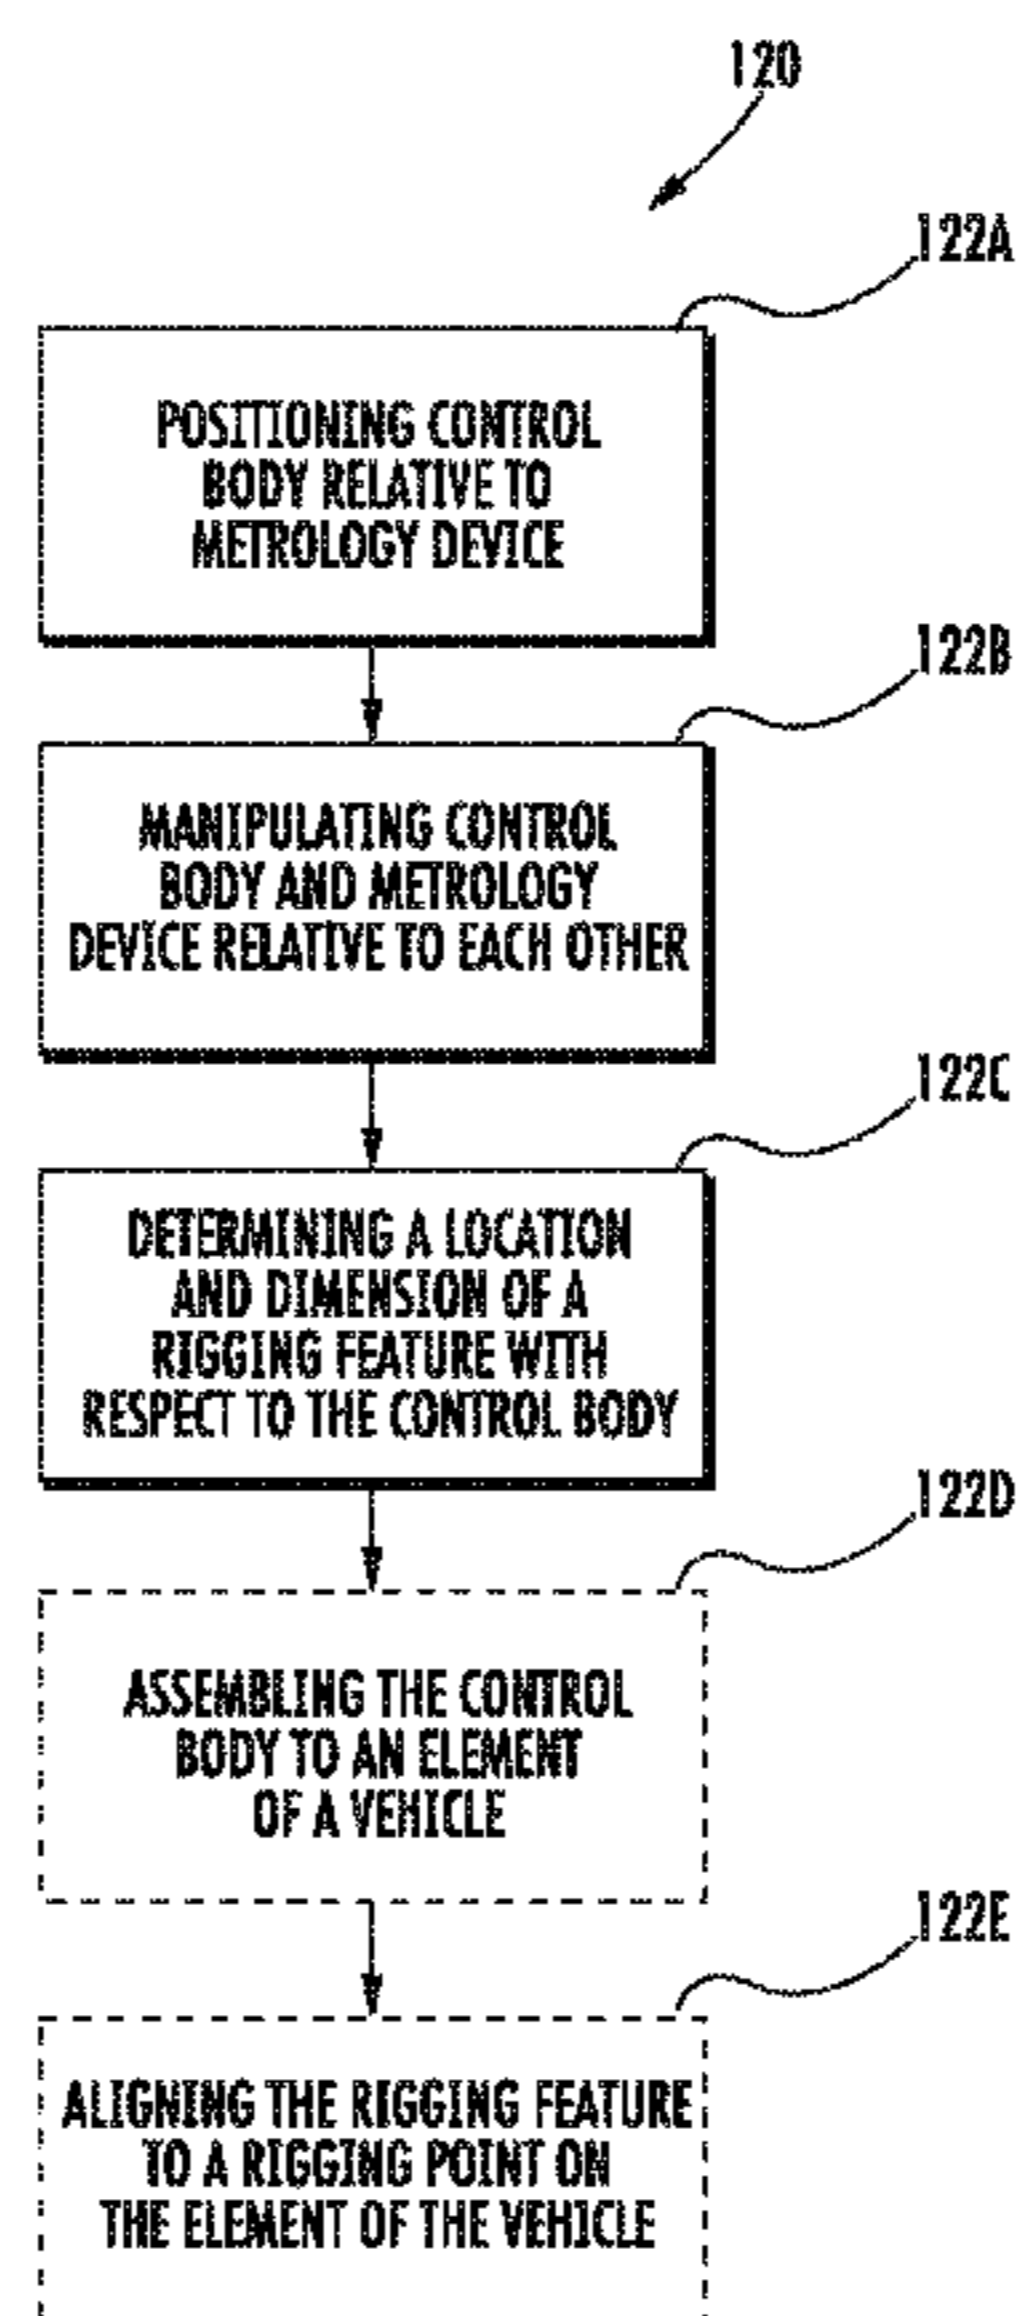 120
122A
POSITIONING CONTROL
BODY RELATIVE TO
METROLOGY DEVICE
122B
MANIPULATING CONTROL
BODY AND METROLOGY
DEVICE RELATIVE TO EACH OTHER
122C
DETERMINING A LOCATION
AND DIMENSION OF A
RIGGING FEATURE WITH
RESPECT TO THE CONTROL BODY
122D
ASSEMBLING THE CONTROL
BODY TO AN ELEMENT
OF A VEHICLE
122E
ALIGNING THE RIGGING FEATURE
TO A RIGGING POINT ON
THE ELEMENT OF THE VEHICLE